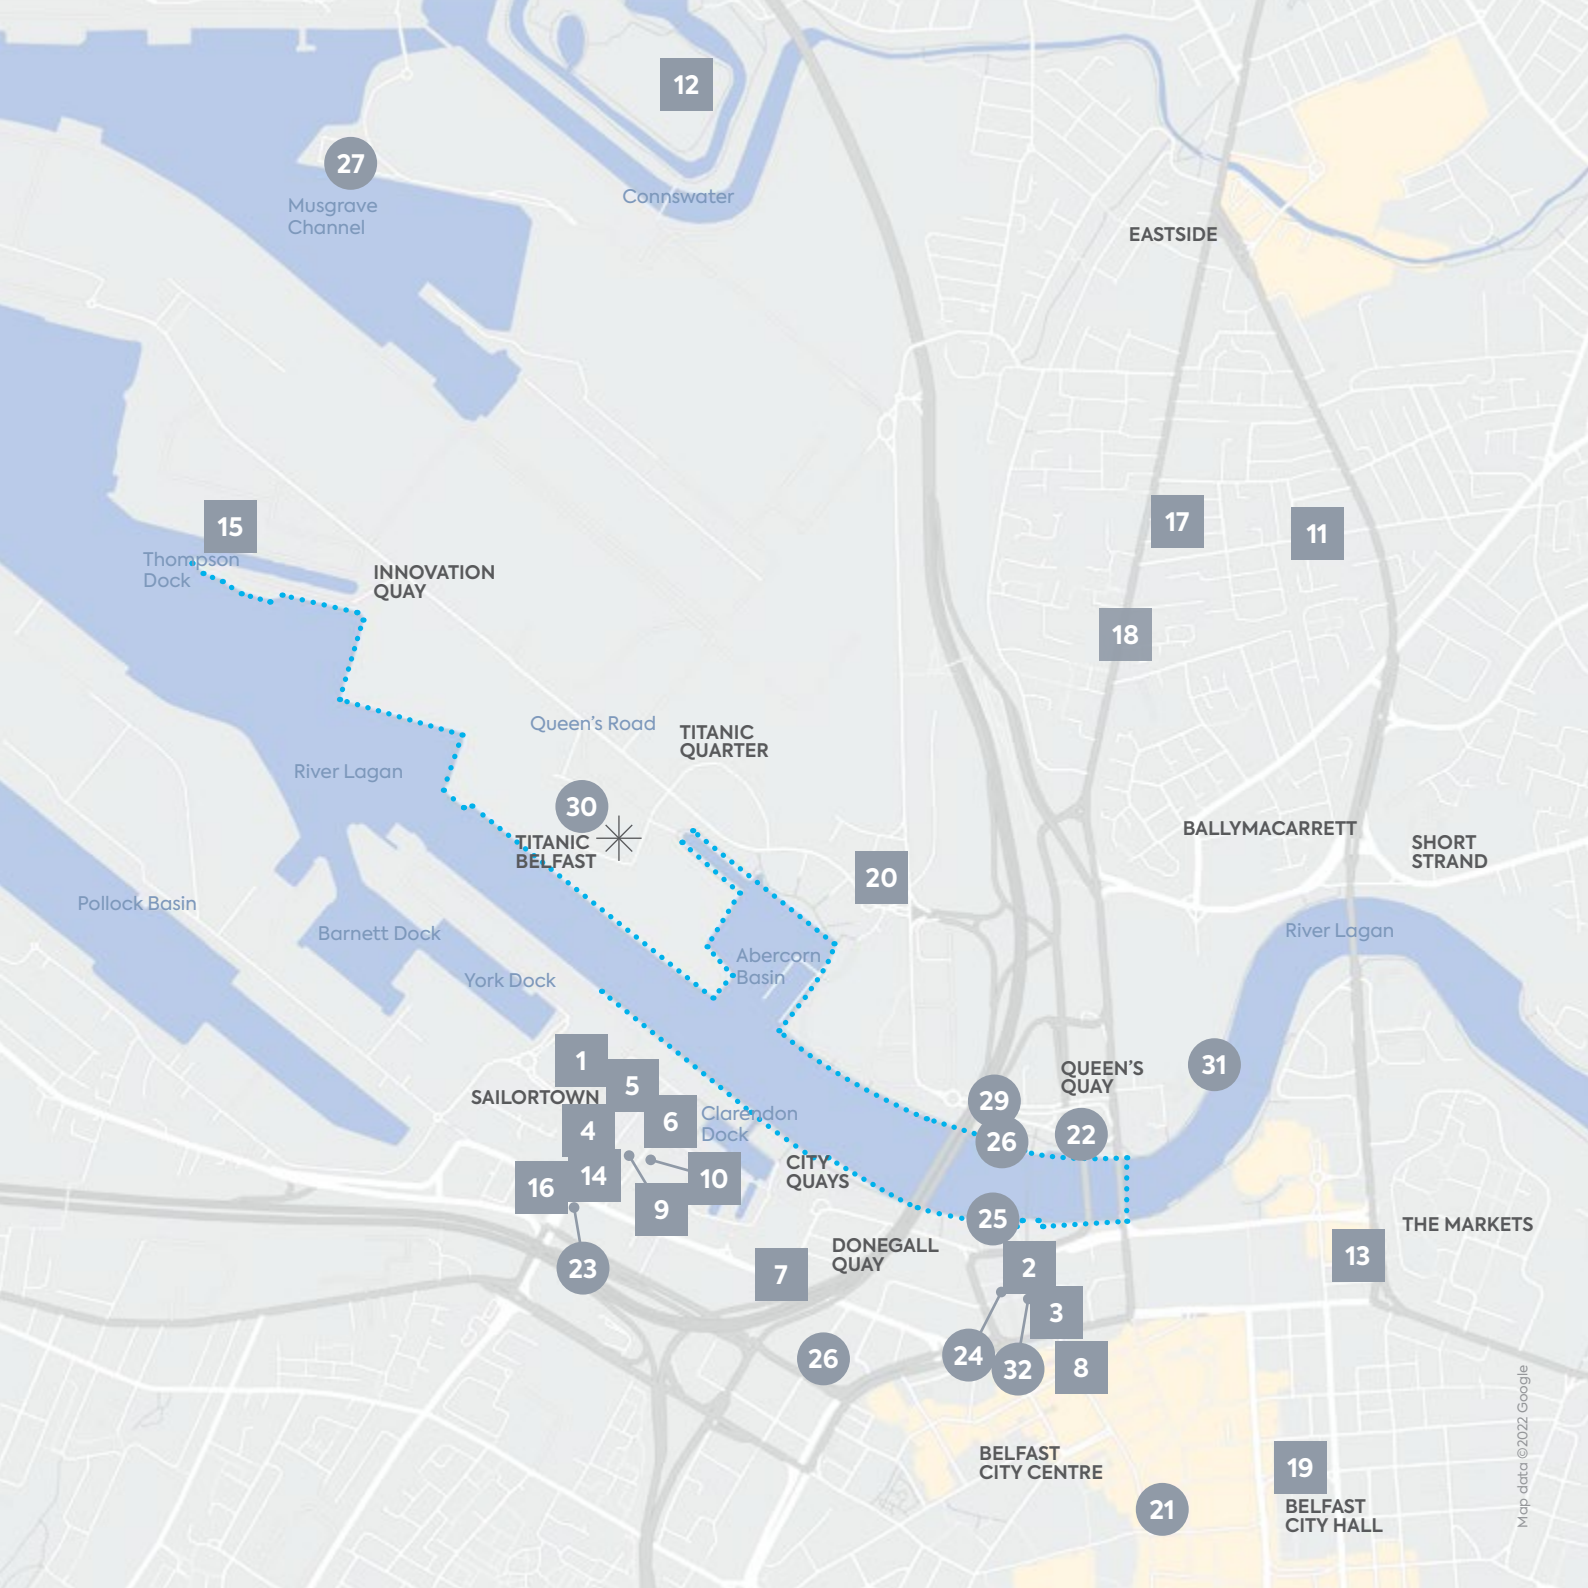 12
27
Musgrave
Channel
Connswater
EASTSIDE
15
Thompson
Dock
INNOVATION
QUAY
17
11
18
Queen's Road
TITANIC
QUARTER
River Lagan
30
TITANIC
BELFAST
20
BALLYMACARRETT
SHORT
STRAND
Pollock Basin
Barnett Dock
York Dock
Abercorn
Basin
River Lagan
1
SAILORTOWN
5
4
6
Clarendon
Dock
16
14
10
9
23
CITY
QUAYS
29
26
QUEEN'S
QUAY
22
31
25
DONEGALL
QUAY
7
2
3
THE MARKETS
13
26
24
32
8
BELFAST
CITY CENTRE
21
19
BELFAST
CITY HALL
Map data ©2022 Google